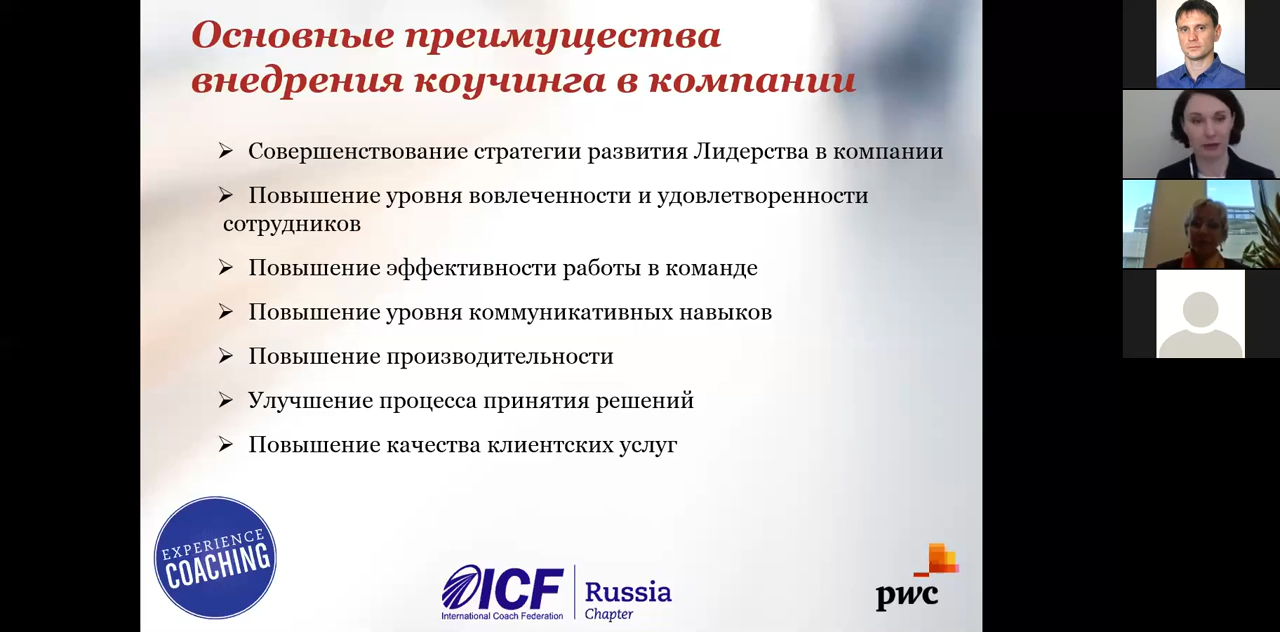 Основные преимущества
внедрения коучинга в компании
➢ Совершенствование стратегии развития Лидерства в компании
➢ Повышение уровня вовлеченности и удовлетворенности
сотрудников
➢ Повышение эффективности работы в команде
➢ Повышение уровня коммуникативных навыков
➢ Повышение производительности
➢ Улучшение процесса принятия решений
➢ Повышение качества клиентских услуг
EXPERIENCE
COACHING
ICF
International Coach Federation
Russia
Chapter
pwc